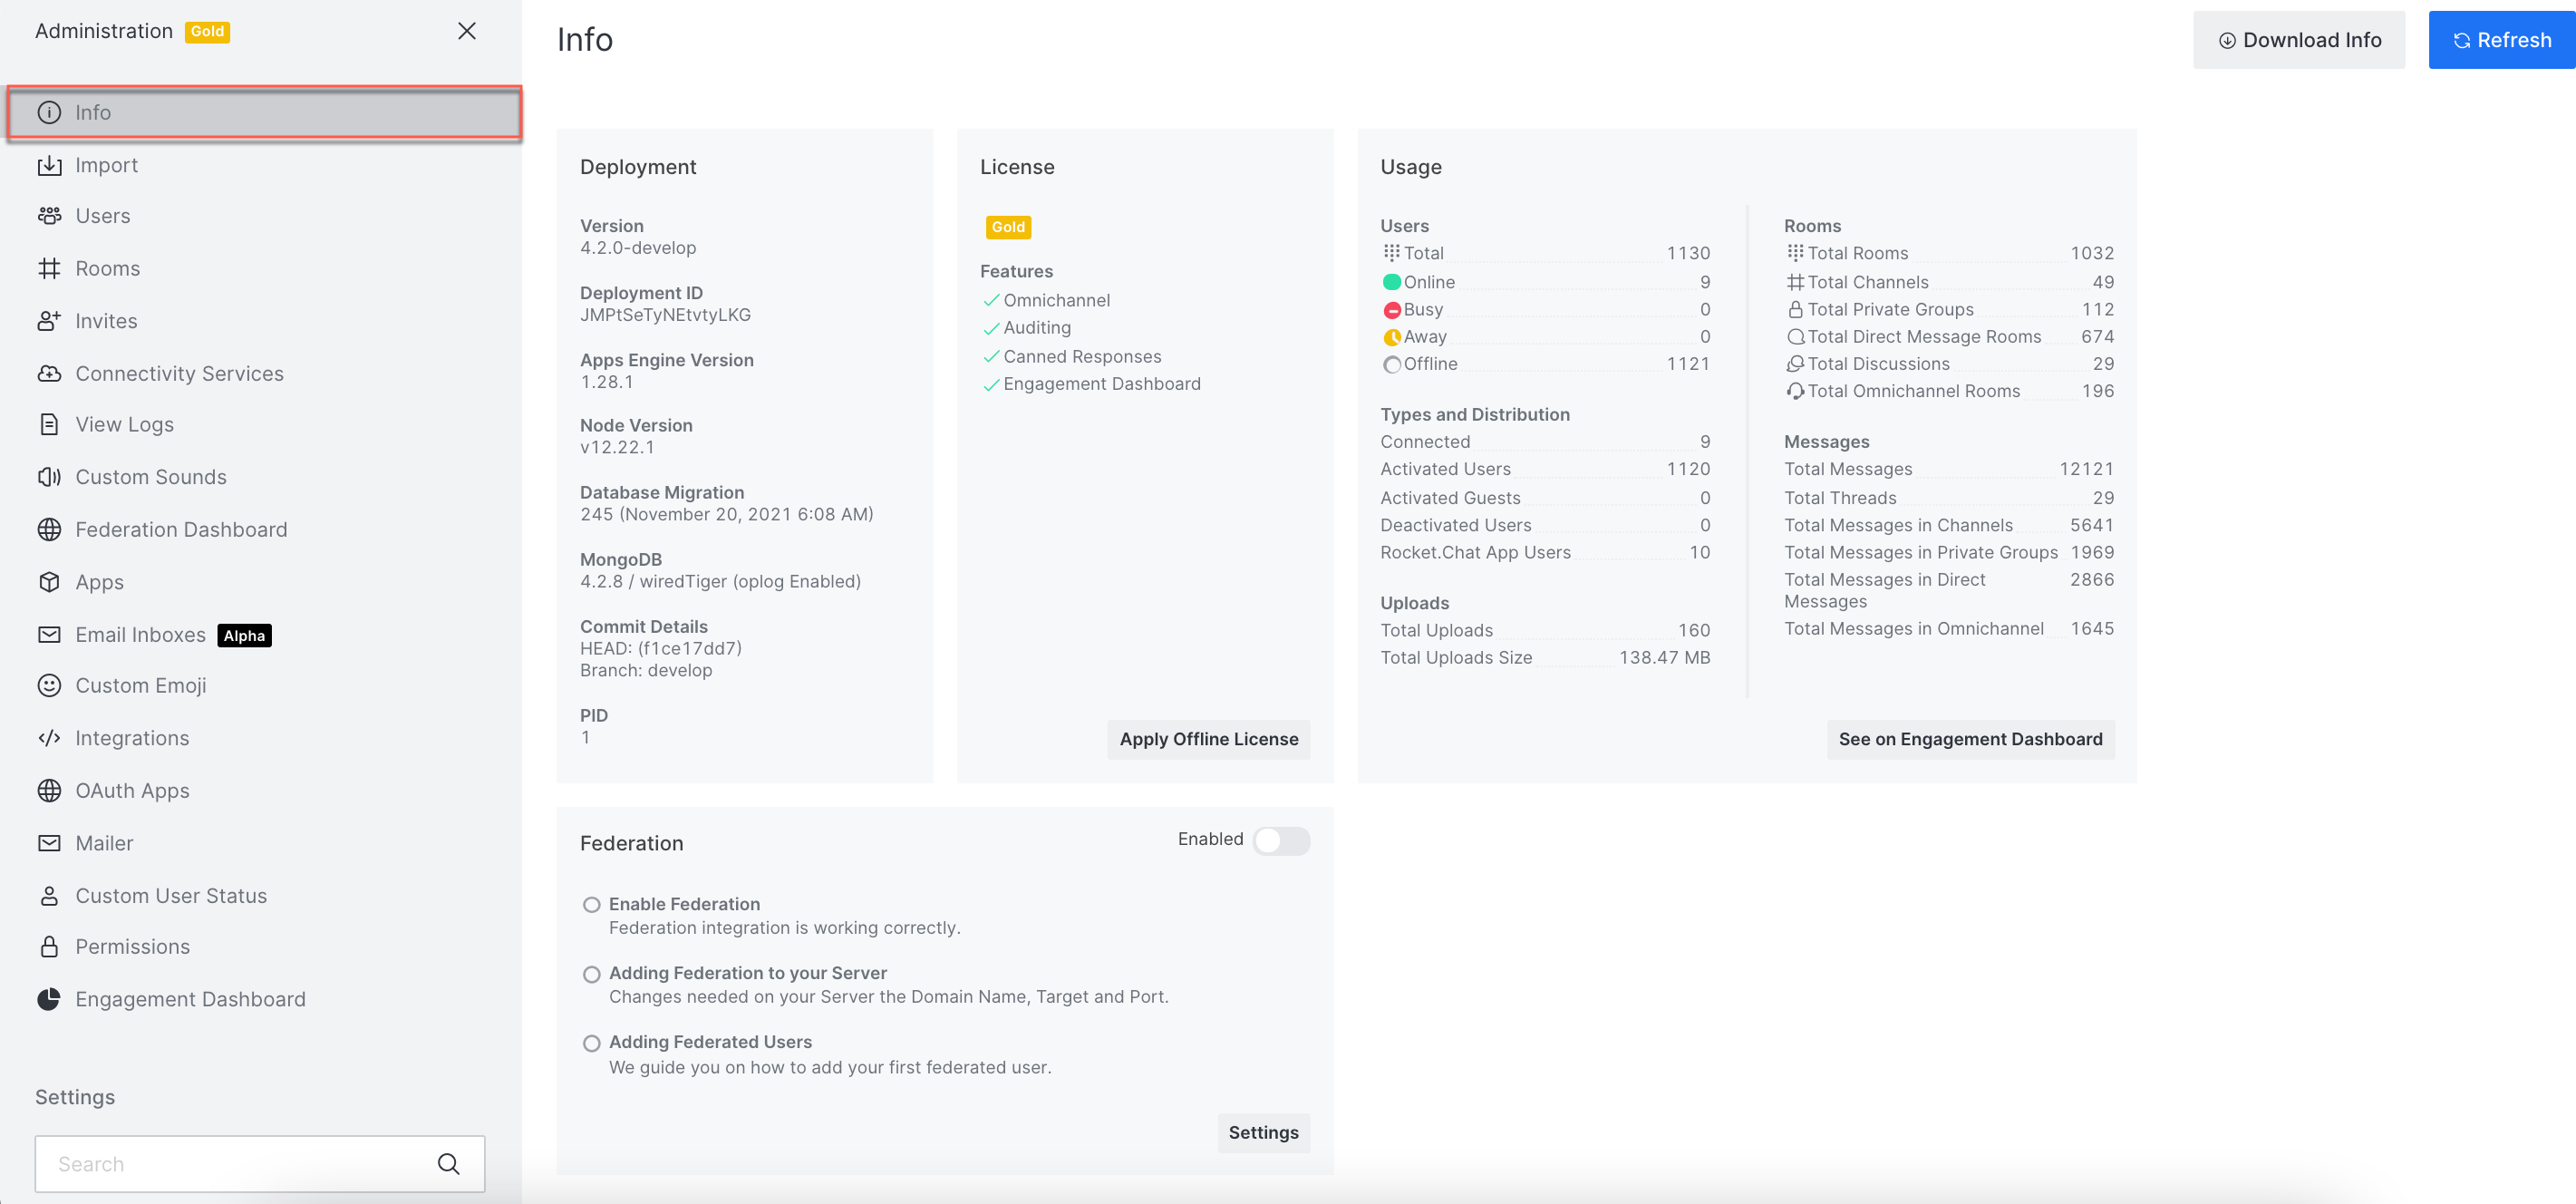 Administration Gold
Info
Import
Users
Rooms
Invites
Connectivity Services
View Logs
Custom Sounds
Federation Dashboard
Apps
Email Inboxes Alpha
Custom Emoji
Integrations
OAuth Apps
Mailer
Custom User Status
Permissions
Engagement Dashboard
Settings
Search
Info
Download Info
Refresh
Deployment
Version
4.2.0-develop
Deployment ID
JMPtSeTyNEtvtyLKG
Apps Engine Version
1.28.1
Node Version
v12.22.1
Database Migration
245 (November 20, 2021 6:08 AM)
MongoDB
4.2.8 / wiredTiger (oplog Enabled)
Commit Details
HEAD: (f1ce17dd7)
Branch: develop
PID
1
License
Gold
Features
Omnichannel
Auditing
Canned Responses
Engagement Dashboard
Apply Offline License
Usage
Users
Total 1130
Online 9
Busy 0
Away 0
Offline 1121
Types and Distribution
Connected 9
Activated Users 1120
Activated Guests 0
Deactivated Users 0
Rocket.Chat App Users 10
Uploads
Total Uploads 160
Total Uploads Size 138.47 MB
Rooms
Total Rooms 1032
Total Channels 49
Total Private Groups 112
Total Direct Message Rooms 674
Total Discussions 29
Total Omnichannel Rooms 196
Messages
Total Messages 12121
Total Threads 29
Total Messages in Channels 5641
Total Messages in Private Groups 1969
Total Messages in Direct 2866
Messages
Total Messages in Omnichannel 1645
See on Engagement Dashboard
Federation
Enabled
Enable Federation
Federation integration is working correctly.
Adding Federation to your Server
Changes needed on your Server the Domain Name, Target and Port.
Adding Federated Users
We guide you on how to add your first federated user.
Settings